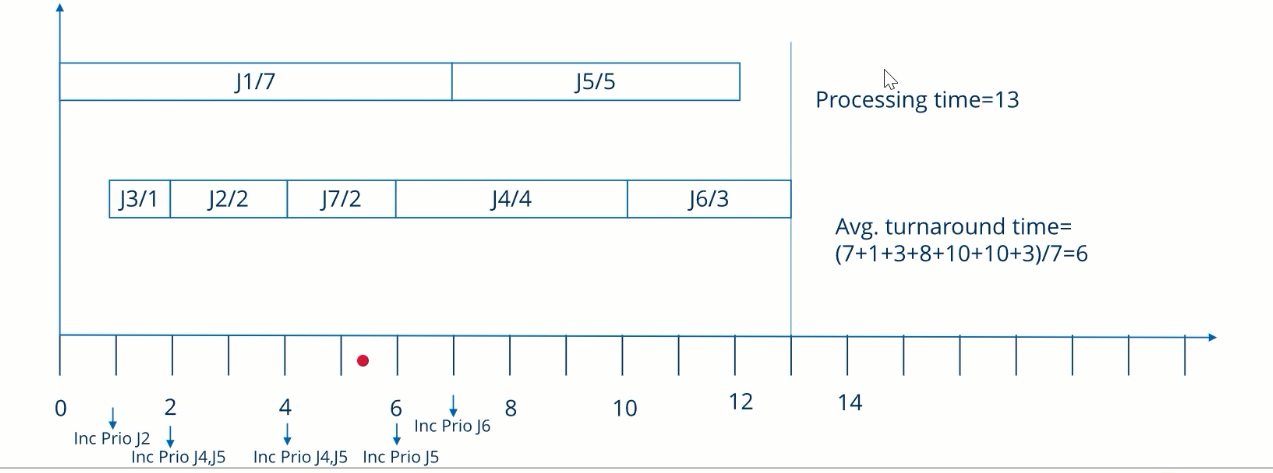 J1/7 J5/5
Processing time=13
J3/1 J2/2 J7/2 J4/4 J6/3
Avg. turnaround time=
(7+1+3+8+10+10+3)/7=6
0 2 4 6 8 10 12 14
Inc Prio J6
Inc Prio J2
Inc Prio J4,J5 Inc Prio J4,J5 Inc Prio J5